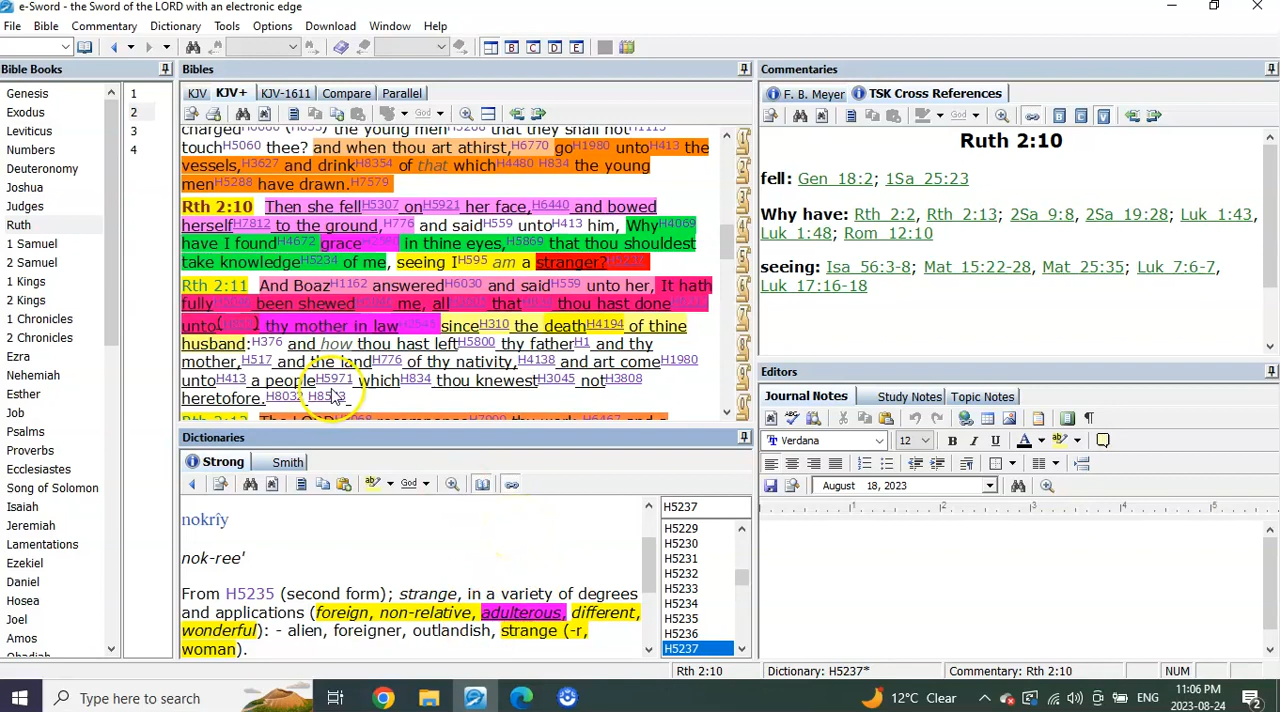 e-Sword - the Sword of the LORD with an electronic edge
File Bible Commentary Dictionary Tools Options Download Window Help
B C D E
Bible Books
Genesis
Exodus
Leviticus
Numbers
Deuteronomy
Joshua
Judges
Ruth
1 Samuel
2 Samuel
1 Kings
2 Kings
1 Chronicles
2 Chronicles
Ezra
Nehemiah
Esther
Job
Psalms
Proverbs
Ecclesiastes
Song of Solomon
Isaiah
Jeremiah
Lamentations
Ezekiel
Daniel
Hosea
Joel
Amos
1
2
3
4
Bibles
KJV KJV+ KJV-1611 Compare Parallel
God
touch H5060 thee? and when thou art athirst, H6770 go H1980 unto H413 the
vessels, H3627 and drink H8354 of that which H4480 H834 the young
men H5288 have drawn. H7579
Rth 2:10 Then she fell H5307 on H5921 her face, H6440 and bowed
herself H7812 to the ground, H776 and said H559 unto H413 him, Why H4069
have I found H4672 grace H2580 in thine eyes, H5869 that thou shouldest
take knowledge H5234 of me, seeing I H595 am a stranger? H5237
Rth 2:11 And Boaz H1162 answered H6030 and said H559 unto her, It hath
fully been shewed me, all that thou hast done
unto thy mother in law H2545 since H310 the death H4194 of thine
husband: H376 and how thou hast left H5800 thy father H1 and thy
mother, H517 and the land H776 of thy nativity, H4138 and art come H1980
unto H413 a people H5971 which H834 thou knewest H3045 not H3808
heretofore. H8032
Dictionaries
Strong Smith
God
nokrîy
nok-ree'
From H5235 (second form); strange, in a variety of degrees
and applications (foreign, non-relative, adulterous, different,
wonderful): - alien, foreigner, outlandish, strange (-r,
woman).
H5237
H5229
H5230
H5231
H5232
H5233
H5234
H5235
H5236
H5237
Commentaries
F. B. Meyer TSK Cross References
B C V
Ruth 2:10
fell: Gen 18:2; 1Sa 25:23
Why have: Rth 2:2, Rth 2:13; 2Sa 9:8, 2Sa 19:28; Luk 1:43,
Luk 1:48; Rom 12:10
seeing: Isa 56:3-8; Mat 15:22-28, Mat 25:35; Luk 7:6-7,
Luk 17:16-18
Editors
Journal Notes Study Notes Topic Notes
Verdana 12 B I U A
August 18, 2023
1 2 3 4 5
Rth 2:10 Dictionary: H5237* Commentary: Rth 2:10 NUM
Type here to search
12°C Clear
ENG
11:06 PM
2023-08-24
2